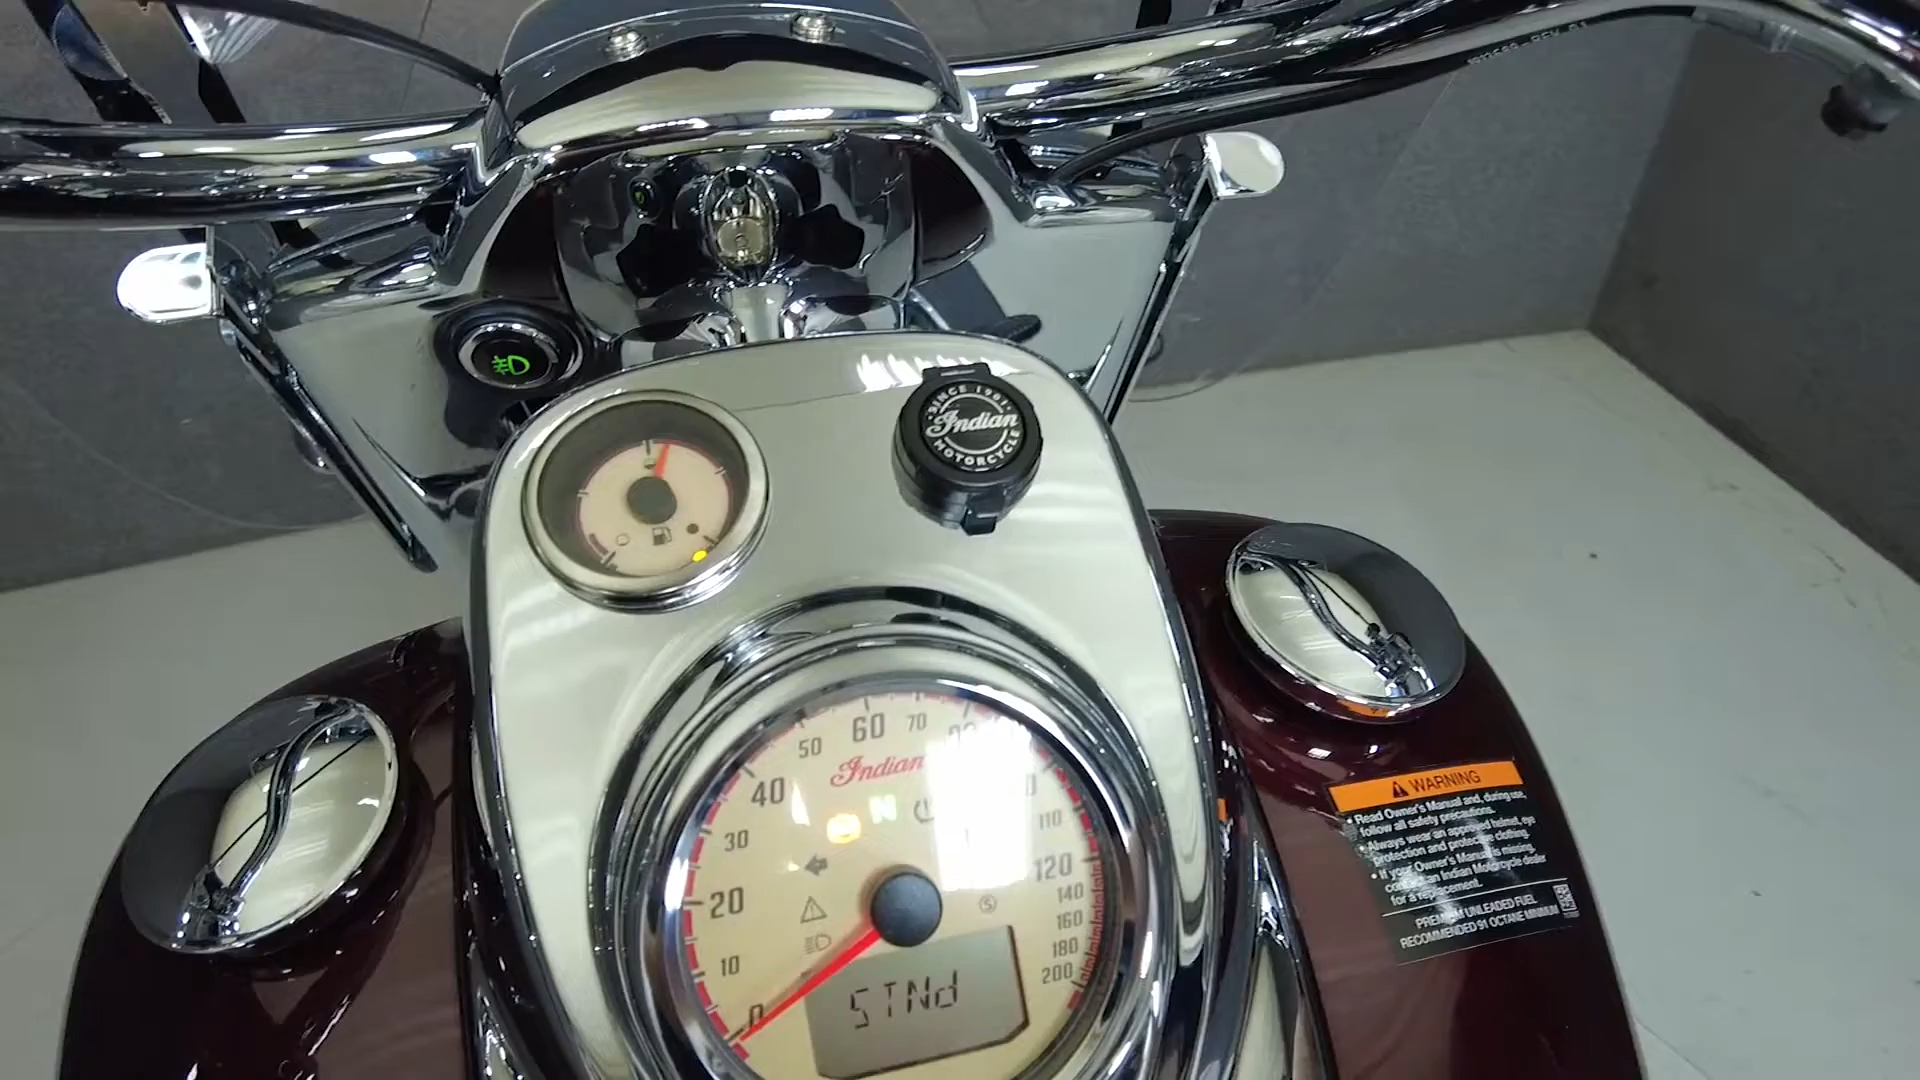 SINCE 1901
Indian
MOTORCYCLE
50
60
70
40
Indian
N
30
110
120
20
140
160
180
10
200
0
STNd
WARNING
• Read Owner's Manual and, during use,
follow all safety precautions.
• Always wear an approved helmet, eye
protection and protective clothing.
• If your Owner's Manual is missing,
contact an Indian Motorcycle dealer
for a replacement.
PREMIUM UNLEADED FUEL
RECOMMENDED 91 OCTANE MINIMUM